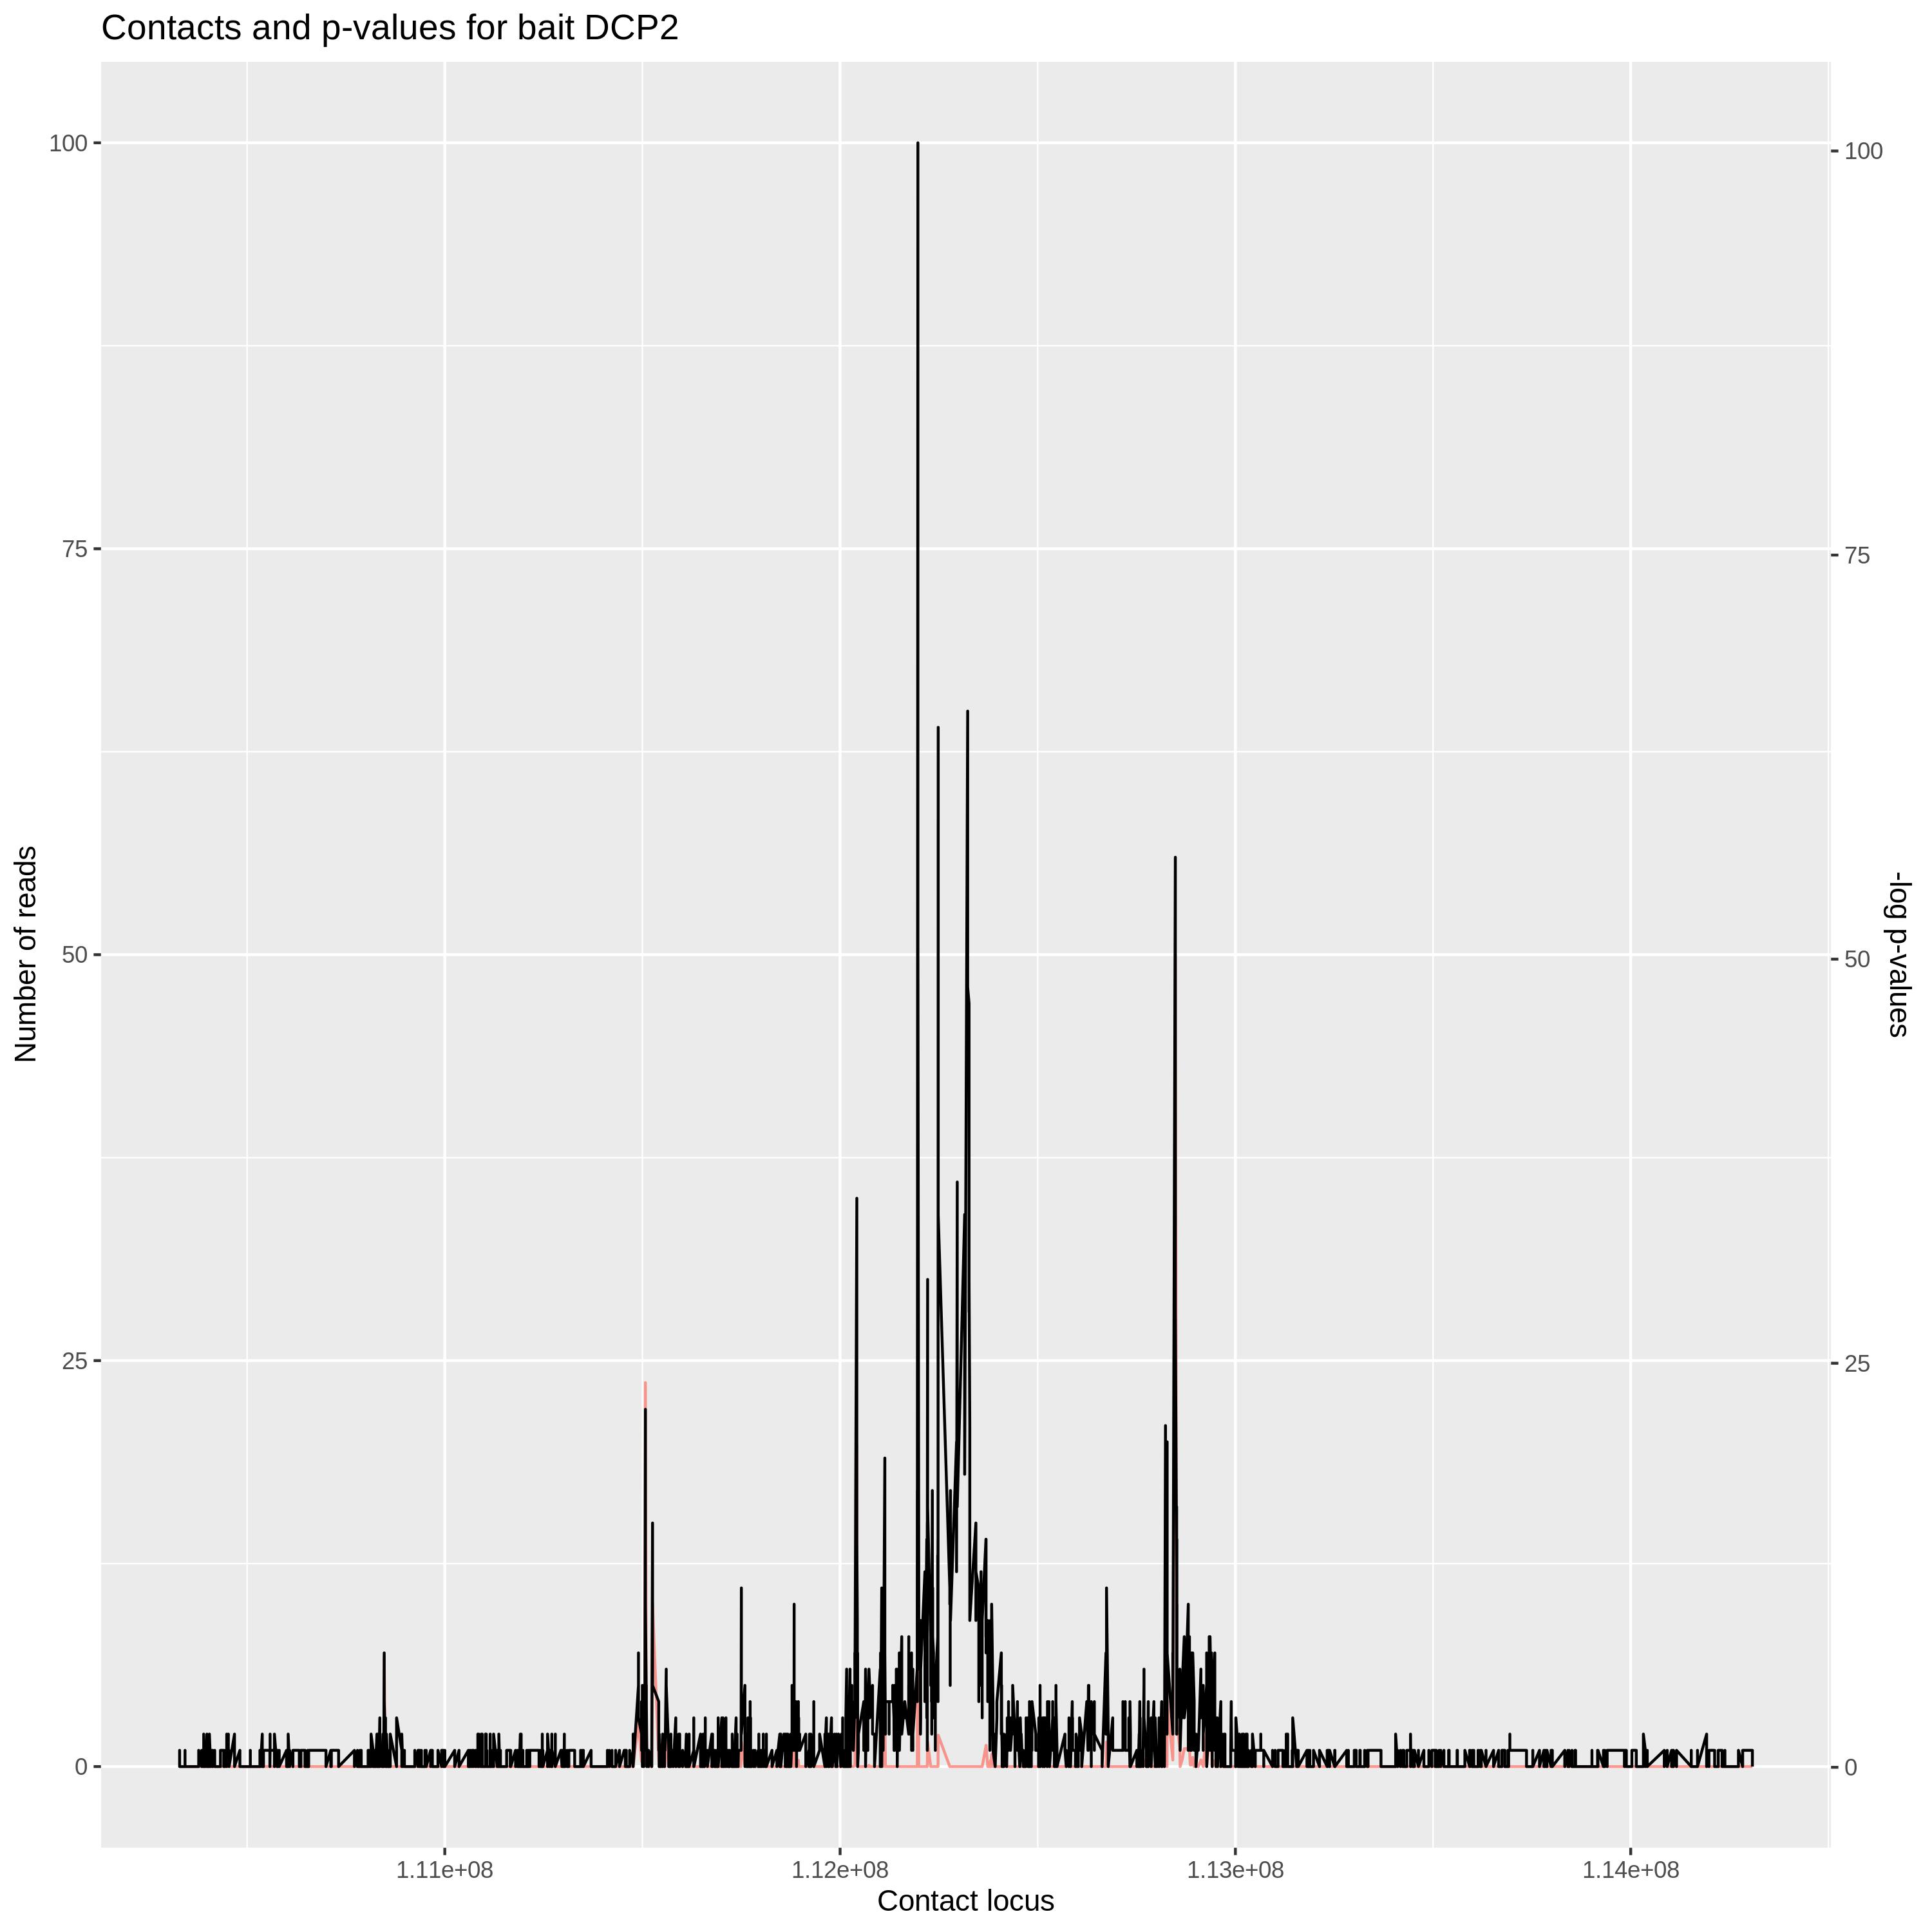 Contacts and p-values for bait DCP2
100
75
50
25
0
100
75
50
25
0
Number of reads
-log p-values
1.11e+08
1.12e+08
1.13e+08
1.14e+08
Contact locus